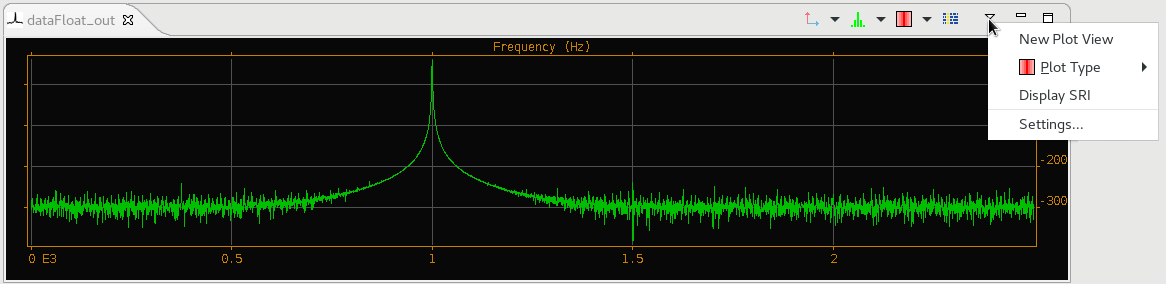 dataFloat_out
New Plot View
Plot Type
Display SRI
Settings...
Frequency (Hz)
-200
-300
0 E3 0.5 1 1.5 2